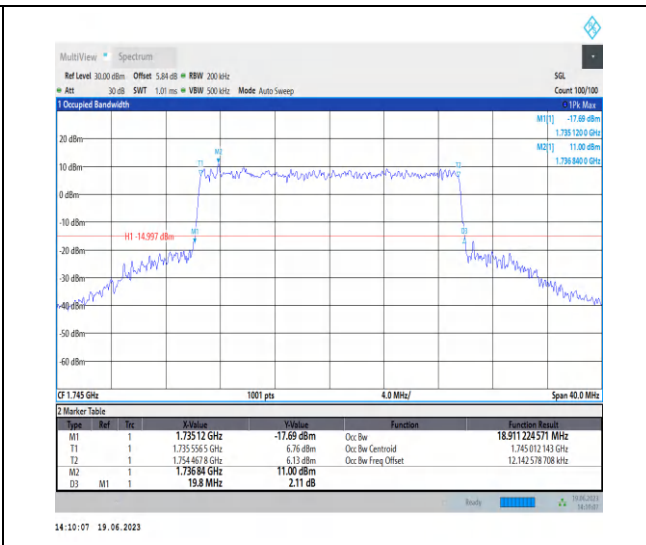 MultiView Spectrum
Ref Level 30.00 dBm Offset 5.84 dB RBW 200 kHz SGL
Att 30 dB SWT 1.01 ms VBW 500 kHz Mode Auto Sweep Count 100/100
1 Occupied Bandwidth 1Pk Max
M1[1] -17.69 dBm
1.735 120 0 GHz
M2[1] 11.00 dBm
1.736 840 0 GHz
20 dBm
M2
T1 T2
10 dBm
0 dBm
-10 dBm
H1 -14.997 dBm M1 D3
-20 dBm
-30 dBm
-40 dBm
-50 dBm
-60 dBm
CF 1.745 GHz 1001 pts 4.0 MHz/ Span 40.0 MHz
2 Marker Table
Type Ref Trc X-Value Y-Value Function Function Result
M1 1 1.73512 GHz -17.69 dBm Occ Bw 18.911 224 571 MHz
T1 1 1.735 556 5 GHz 6.76 dBm Occ Bw Centroid 1.745 012 143 GHz
T2 1 1.754 467 8 GHz 6.13 dBm Occ Bw Freq Offset 12.142 578 708 kHz
M2 1 1.73684 GHz 11.00 dBm
D3 M1 1 19.8 MHz 2.11 dB
Ready 19.06.2023
14:10:07
14:10:07 19.06.2023